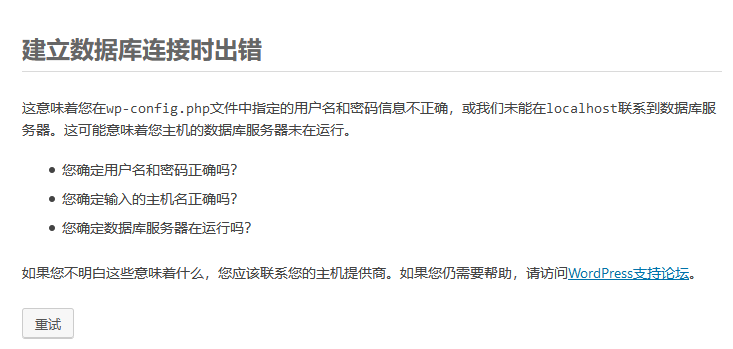 建立数据库连接时出错
这意味着您在wp-config.php文件中指定的用户名和密码信息不正确，或我们未能在localhost联系到数据库服
务器。这可能意味着您主机的数据库服务器未在运行。
您确定用户名和密码正确吗？
您确定输入的主机名正确吗？
您确定数据库服务器在运行吗？
如果您不明白这些意味着什么，您应该联系您的主机提供商。如果您仍需要帮助，请访问WordPress支持论坛。
重试